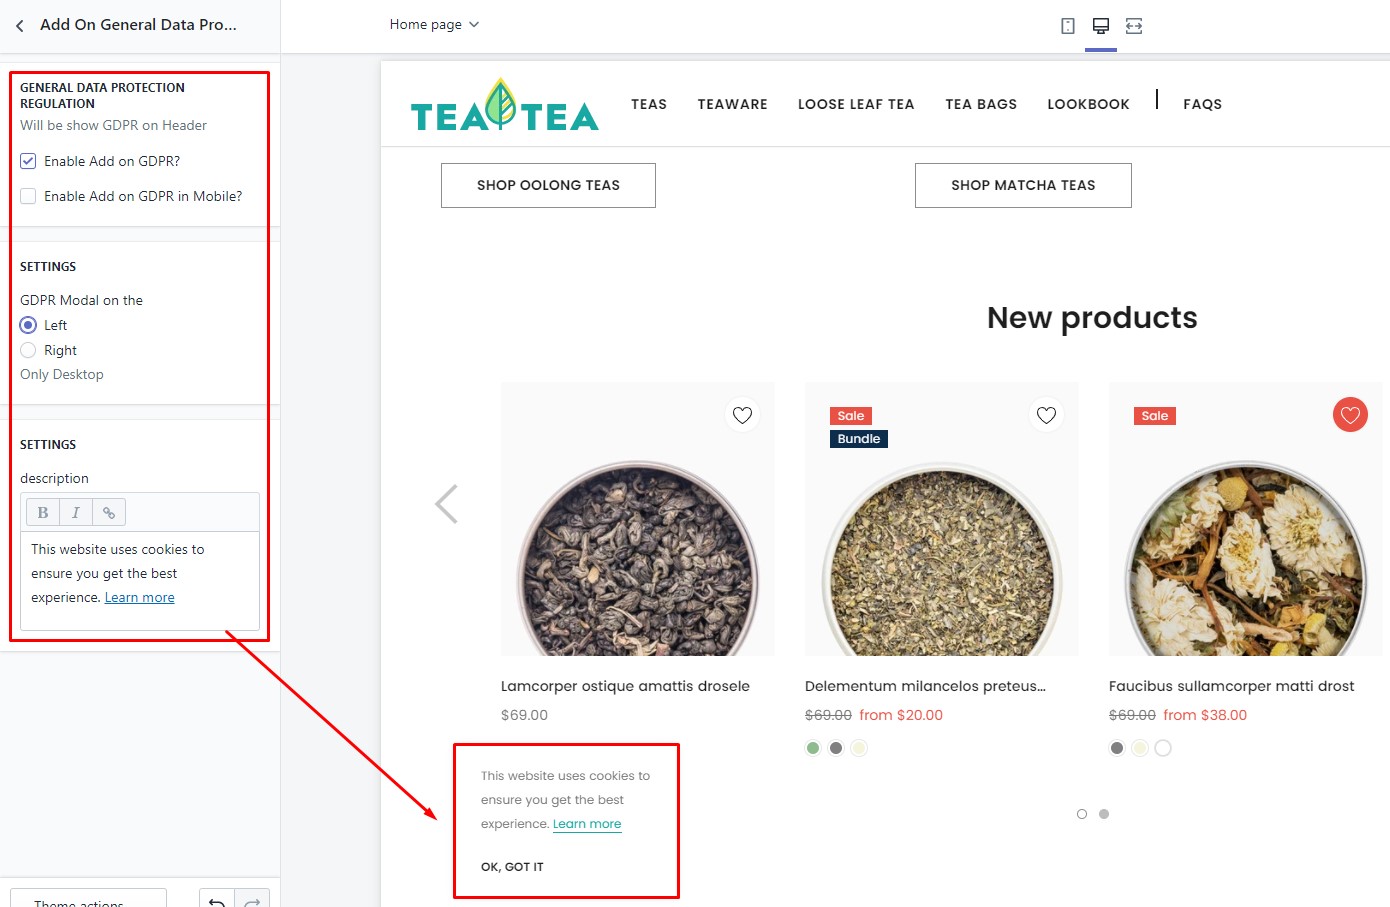 Add On General Data Pro...
Home page
GENERAL DATA PROTECTION
REGULATION
Will be show GDPR on Header
Enable Add on GDPR?
Enable Add on GDPR in Mobile?
SETTINGS
GDPR Modal on the
Left
Right
Only Desktop
SETTINGS
description
B I
This website uses cookies to
ensure you get the best
experience. Learn more
Theme actions
TEA TEA
TEAS TEAWARE LOOSE LEAF TEA TEA BAGS LOOKBOOK FAQS
SHOP OOLONG TEAS
SHOP MATCHA TEAS
New products
Sale
Bundle
Sale
Lamcorper ostique amattis drosele
$69.00
Delementum milancelos preteus...
$69.00 from $20.00
Faucibus sullamcorper matti drost
$69.00 from $38.00
This website uses cookies to
ensure you get the best
experience. Learn more
OK, GOT IT